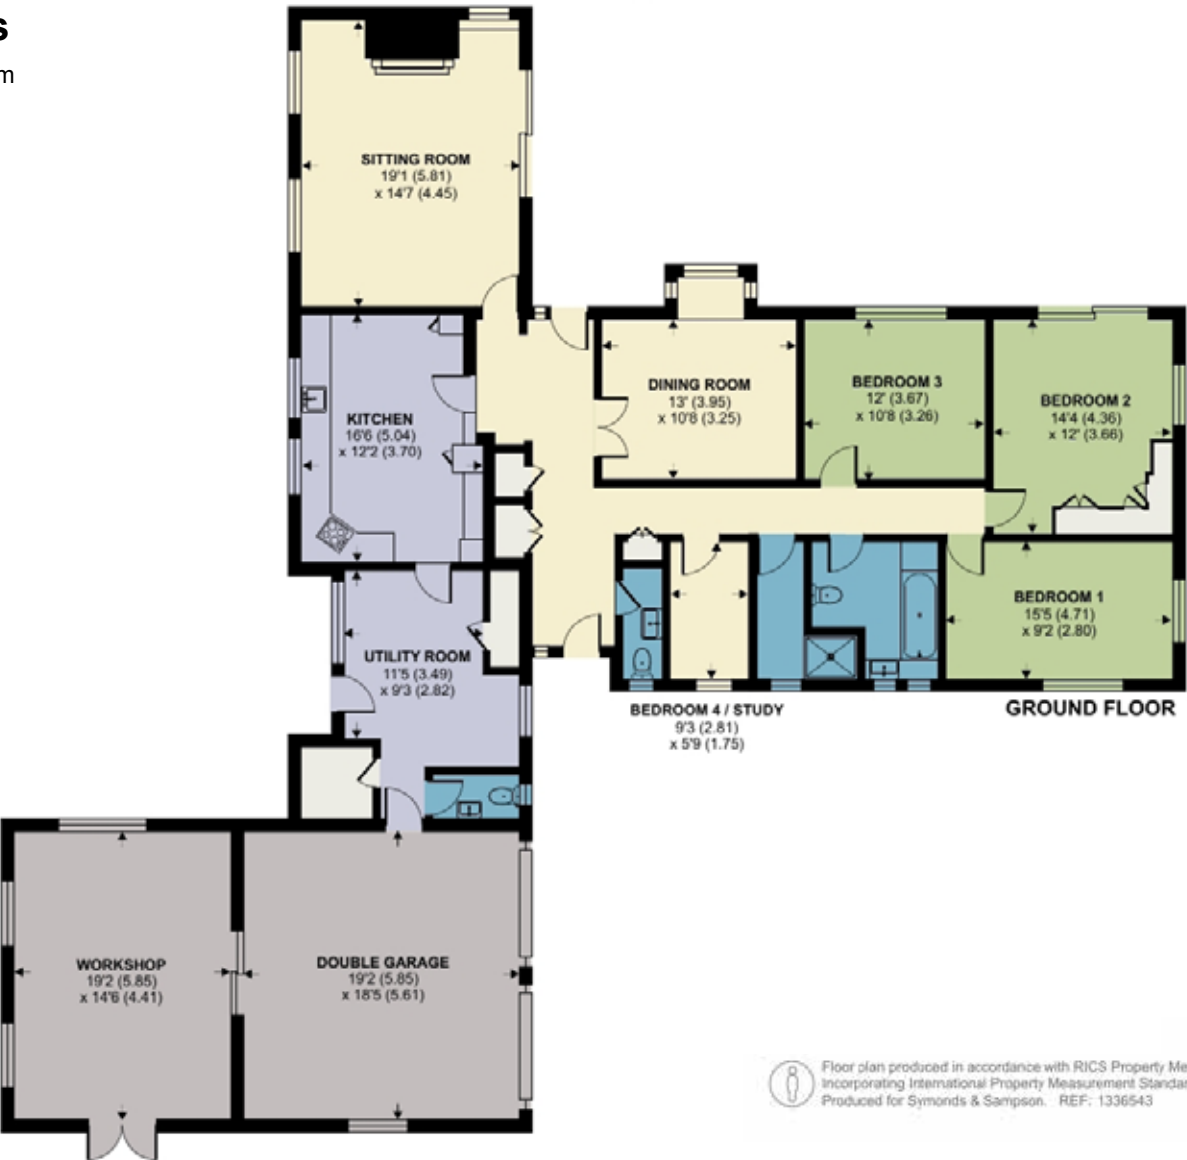 s
m
SITTING ROOM
19'1 (5.81)
x 14'7 (4.45)
KITCHEN
16'6 (5.04)
x 12'2 (3.70)
DINING ROOM
13' (3.95)
x 10'8 (3.25)
BEDROOM 3
12' (3.67)
x 10'8 (3.26)
BEDROOM 2
14'4 (4.36)
x 12' (3.66)
BEDROOM 1
15'5 (4.71)
x 9'2 (2.80)
UTILITY ROOM
11'5 (3.49)
x 9'3 (2.82)
BEDROOM 4 / STUDY
9'3 (2.81)
x 5'9 (1.75)
GROUND FLOOR
WORKSHOP
19'2 (5.85)
x 14'6 (4.41)
DOUBLE GARAGE
19'2 (5.85)
x 18'5 (5.61)
Floor plan produced in accordance with RICS Property Me
Incorporating International Property Measurement Standa
Produced for Symonds & Sampson. REF: 1336543